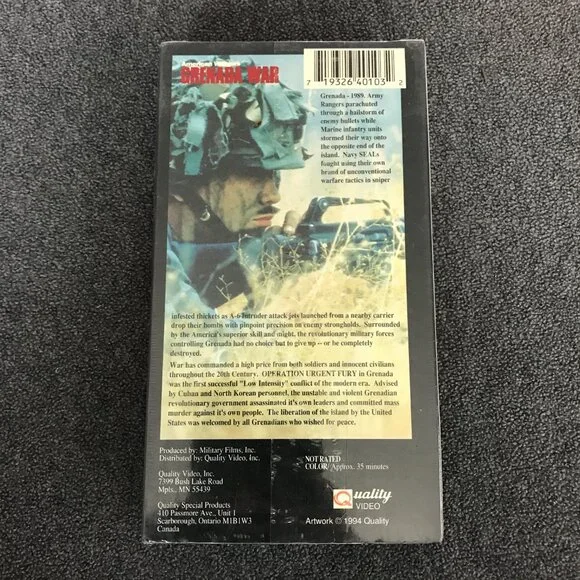 GRENADA WAR
7 19326 40103 2
Grenada - 1989. Army
Rangers parachuted
through a hailstorm of
enemy bullets while
Marine infantry units
stormed their way onto
the opposite end of the
island. Navy SEALs
fought using their own
brand of unconventional
warfare tactics in sniper
infested thickets as A-6 Intruder attack jets launched from a nearby carrier
drop their bombs with pinpoint precision on enemy strongholds. Surrounded
by the America's superior skill and might, the revolutionary military forces
controlling Grenada had no choice but to give up -- or be completely
destroyed.
War has commanded a high price from both soldiers and innocent civilians
throughout the 20th Century. OPERATION URGENT FURY in Grenada
was the first successful "Low Intensity" conflict of the modern era. Advised
by Cuban and North Korean personnel, the unstable and violent Grenadian
revolutionary government assassinated it's own leaders and committed mass
murder against it's own people. The liberation of the island by the United
States was welcomed by all Grenadians who wished for peace.
Produced by: Military Films, Inc.
Distributed by: Quality Video, Inc.
Quality Video, Inc.
7399 Bush Lake Road
Mpls., MN 55439
Quality Special Products
410 Passmore Ave., Unit 1
Scarborough, Ontario M1B1W3
Canada
NOT RATED
COLOR/ Approx. 35 minutes
Quality
VIDEO
Artwork © 1994 Quality